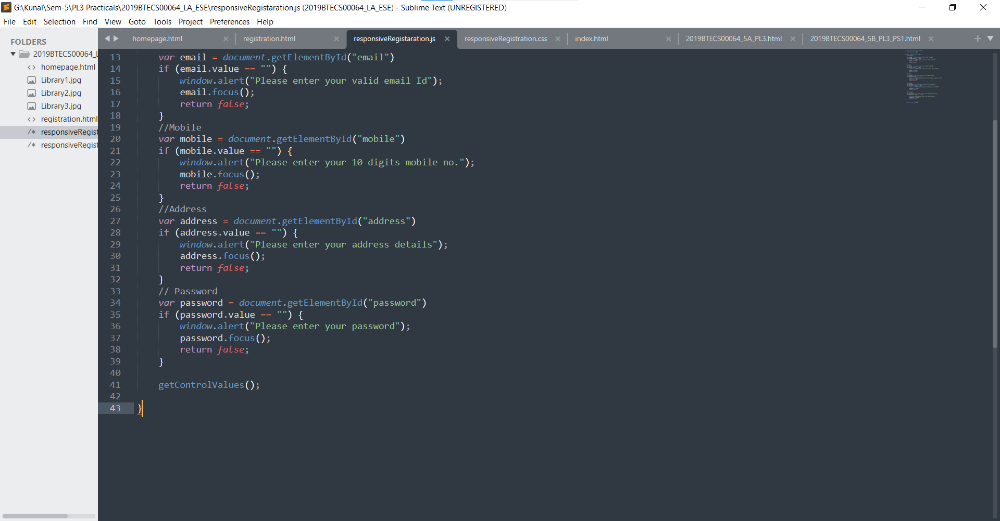 G:\Kunal\Sem-5\PL3 Practicals\2019BTECS00064_LA_ESE\responsiveRegistaration.js (2019BTECS00064_LA_ESE) - Sublime Text (UNREGISTERED)
File Edit Selection Find View Goto Tools Project Preferences Help
homepage.html registration.html responsiveRegistaration.js responsiveRegistration.css index.html 2019BTECS00064_5A_PL3.html 2019BTECS00064_5B_PL3_PS1.html
FOLDERS
2019BTECS00064_L
homepage.html
Library1.jpg
Library2.jpg
Library3.jpg
registration.html
/* responsiveRegist
/* responsiveRegist
13 var email = document.getElementById("email")
14 if (email.value == "") {
15 window.alert("Please enter your valid email Id");
16 email.focus();
17 return false;
18 }
19 //Mobile
20 var mobile = document.getElementById("mobile")
21 if (mobile.value == "") {
22 window.alert("Please enter your 10 digits mobile no.");
23 mobile.focus();
24 return false;
25 }
26 //Address
27 var address = document.getElementById("address")
28 if (address.value == "") {
29 window.alert("Please enter your address details");
30 address.focus();
31 return false;
32 }
33 // Password
34 var password = document.getElementById("password")
35 if (password.value == "") {
36 window.alert("Please enter your password");
37 password.focus();
38 return false;
39 }
40
41 getControlValues();
42
43 }